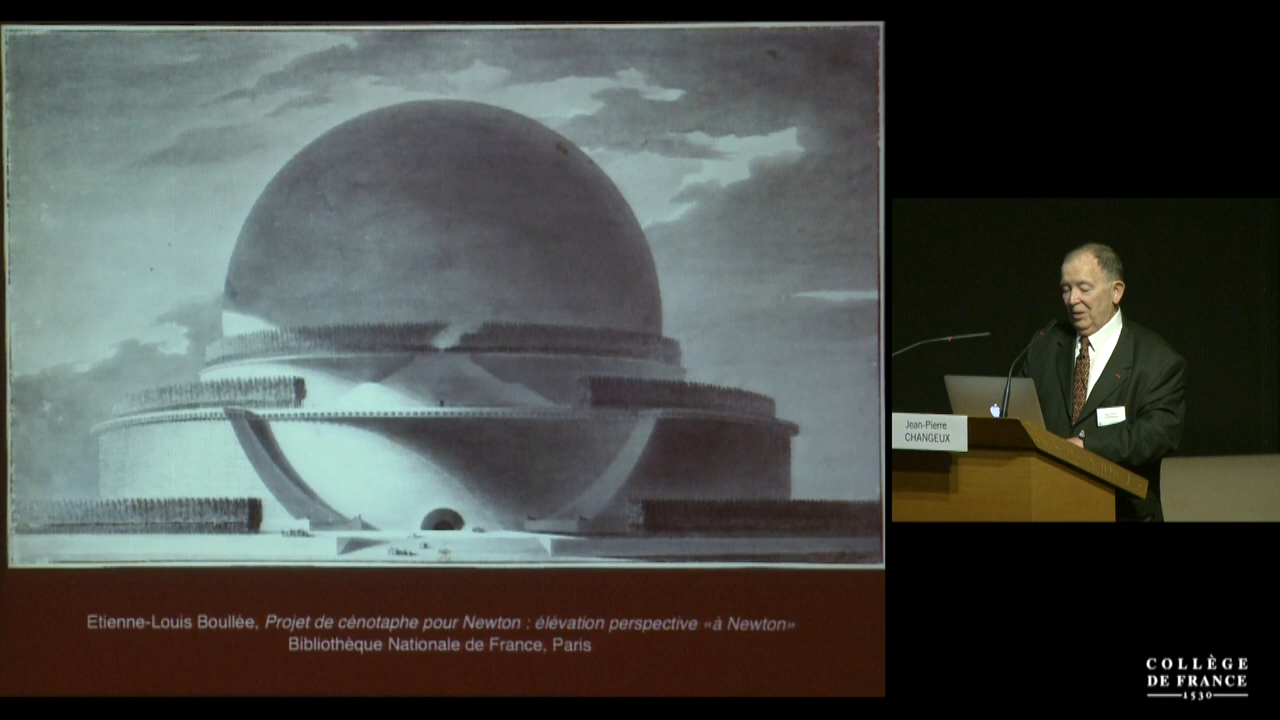 Etienne-Louis Boullée, Projet de cénotaphe pour Newton : élévation perspective «à Newton»
Bibliothèque Nationale de France, Paris
Jean-Pierre
CHANGEUX
COLLÈGE
DE FRANCE
1530